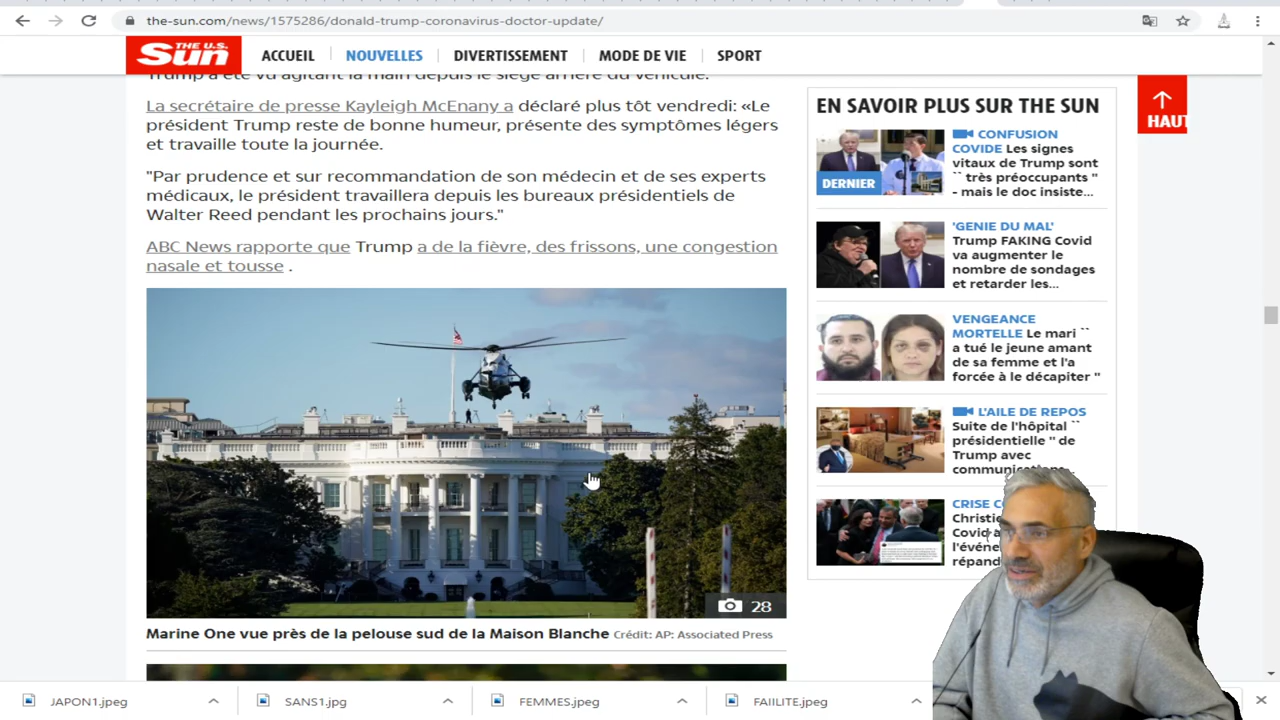 the-sun.com/news/1575286/donald-trump-coronavirus-doctor-update/
THE U.S. Sun
ACCUEIL
NOUVELLES
DIVERTISSEMENT
MODE DE VIE
SPORT
Trump a été vu agitant la main depuis le siège arrière du véhicule.
La secrétaire de presse Kayleigh McEnany a déclaré plus tôt vendredi: «Le
président Trump reste de bonne humeur, présente des symptômes légers
et travaille toute la journée.
"Par prudence et sur recommandation de son médecin et de ses experts
médicaux, le président travaillera depuis les bureaux présidentiels de
Walter Reed pendant les prochains jours."
ABC News rapporte que Trump a de la fièvre, des frissons, une congestion
nasale et tousse .
28
Marine One vue près de la pelouse sud de la Maison Blanche Crédit: AP: Associated Press
EN SAVOIR PLUS SUR THE SUN
DERNIER
CONFUSION
COVIDE Les signes
vitaux de Trump sont
`` très préoccupants "
- mais le doc insiste...
'GENIE DU MAL'
Trump FAKING Covid
va augmenter le
nombre de sondages
et retarder les...
VENGEANCE
MORTELLE Le mari ``
a tué le jeune amant
de sa femme et l'a
forcée à le décapiter "
L'AILE DE REPOS
Suite de l'hôpital
`` présidentielle " de
Trump avec
communications...
CRISE
Christie
Covid a
l'événe
répand
HAUT
JAPON1.jpeg
SANS1.jpg
FEMMES.jpeg
FAIILITE.jpeg